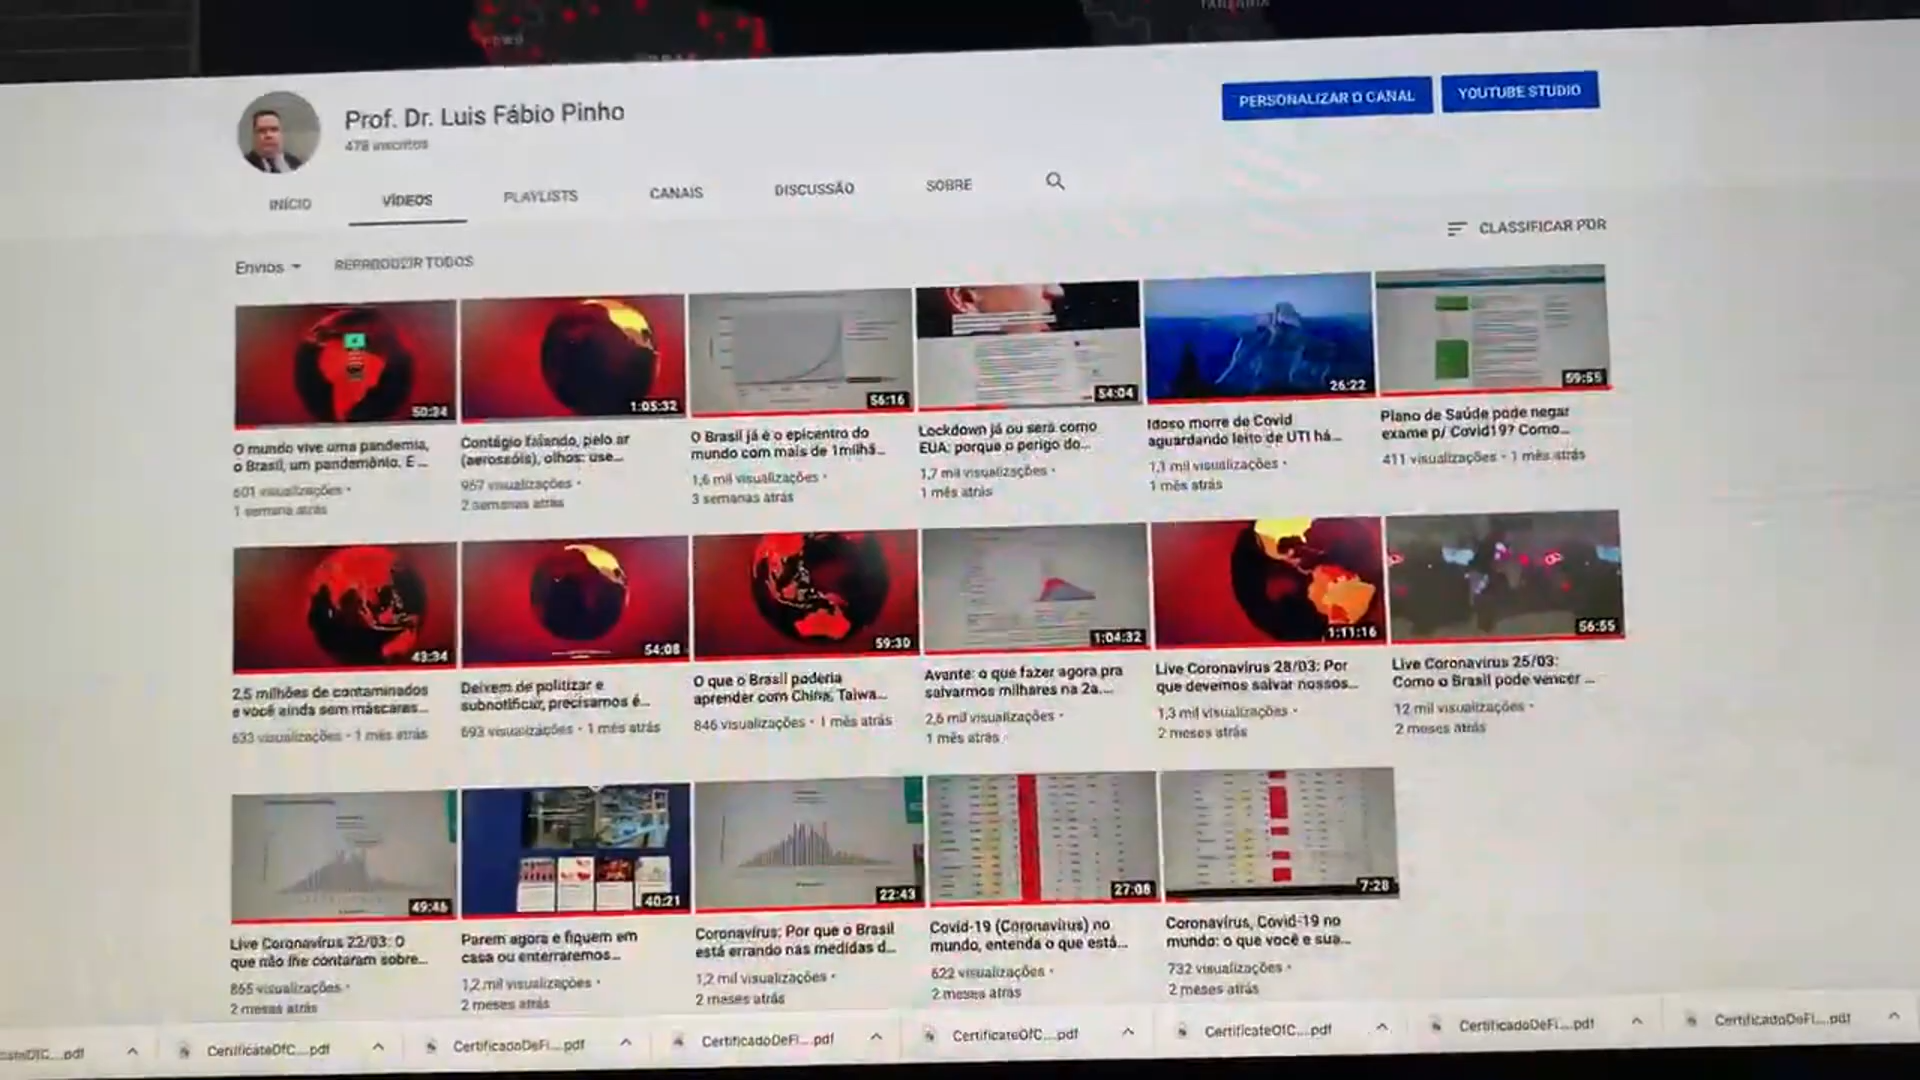 Prof. Dr. Luis Fábio Pinho
478 inscritos
PERSONALIZAR O CANAL
YOUTUBE STUDIO
INÍCIO
VÍDEOS
PLAYLISTS
CANAIS
DISCUSSÃO
SOBRE
CLASSIFICAR POR
Envios
REPRODUZIR TODOS
50:34
1:05:32
56:16
54:04
26:22
59:55
O mundo vive uma pandemia,
o Brasil, um pandemônio. E ...
601 visualizações •
1 semana atrás
Contágio falando, pelo ar
(aerossóis), olhos: use...
967 visualizações •
2 semanas atrás
O Brasil já é o epicentro do
mundo com mais de 1milhã...
1,6 mil visualizações •
3 semanas atrás
Lockdown já ou será como
EUA: porque o perigo do...
1,7 mil visualizações •
1 mês atrás
Idoso morre de Covid
aguardando leito de UTI há...
1,1 mil visualizações •
1 mês atrás
Plano de Saúde pode negar
exame p/ Covid19? Como...
411 visualizações • 1 mês atrás
43:34
54:08
59:30
1:04:32
1:11:16
56:55
2,5 milhões de contaminados
e você ainda sem máscaras...
633 visualizações • 1 mês atrás
Deixem de politizar e
subnotificar, precisamos é...
693 visualizações • 1 mês atrás
O que o Brasil poderia
aprender com China, Taiwa...
846 visualizações • 1 mês atrás
Avante: o que fazer agora pra
salvarmos milhares na 2a....
2,6 mil visualizações •
1 mês atrás
Live Coronavírus 28/03: Por
que devemos salvar nossos...
1,3 mil visualizações •
2 meses atrás
Live Coronavírus 25/03:
Como o Brasil pode vencer ...
12 mil visualizações •
2 meses atrás
49:46
40:21
22:43
27:08
7:28
Live Coronavírus 22/03: O
que não lhe contaram sobre...
865 visualizações •
2 meses atrás
Parem agora e fiquem em
casa ou enterraremos...
1,2 mil visualizações •
2 meses atrás
Coronavírus: Por que o Brasil
está errando nas medidas d...
1,2 mil visualizações •
2 meses atrás
Covid-19 (Coronavírus) no
mundo, entenda o que está...
622 visualizações •
2 meses atrás
Coronavírus, Covid-19 no
mundo: o que você e sua...
732 visualizações •
2 meses atrás
CertificateOfC....pdf
CertificadoDeFi....pdf
CertificadoDeFi....pdf
CertificateOfC....pdf
CertificateOfC....pdf
CertificadoDeFi....pdf
CertificadoDeFi....pdf